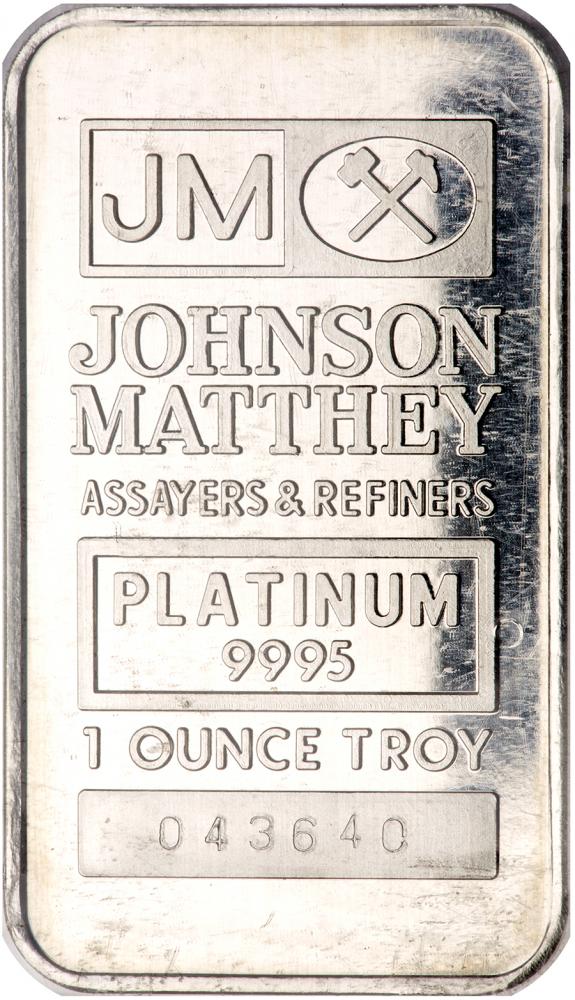 JM
JOHNSON
MATTHEY
ASSAYERS & REFINERS
PLATINUM
9995
1 OUNCE TROY
043640